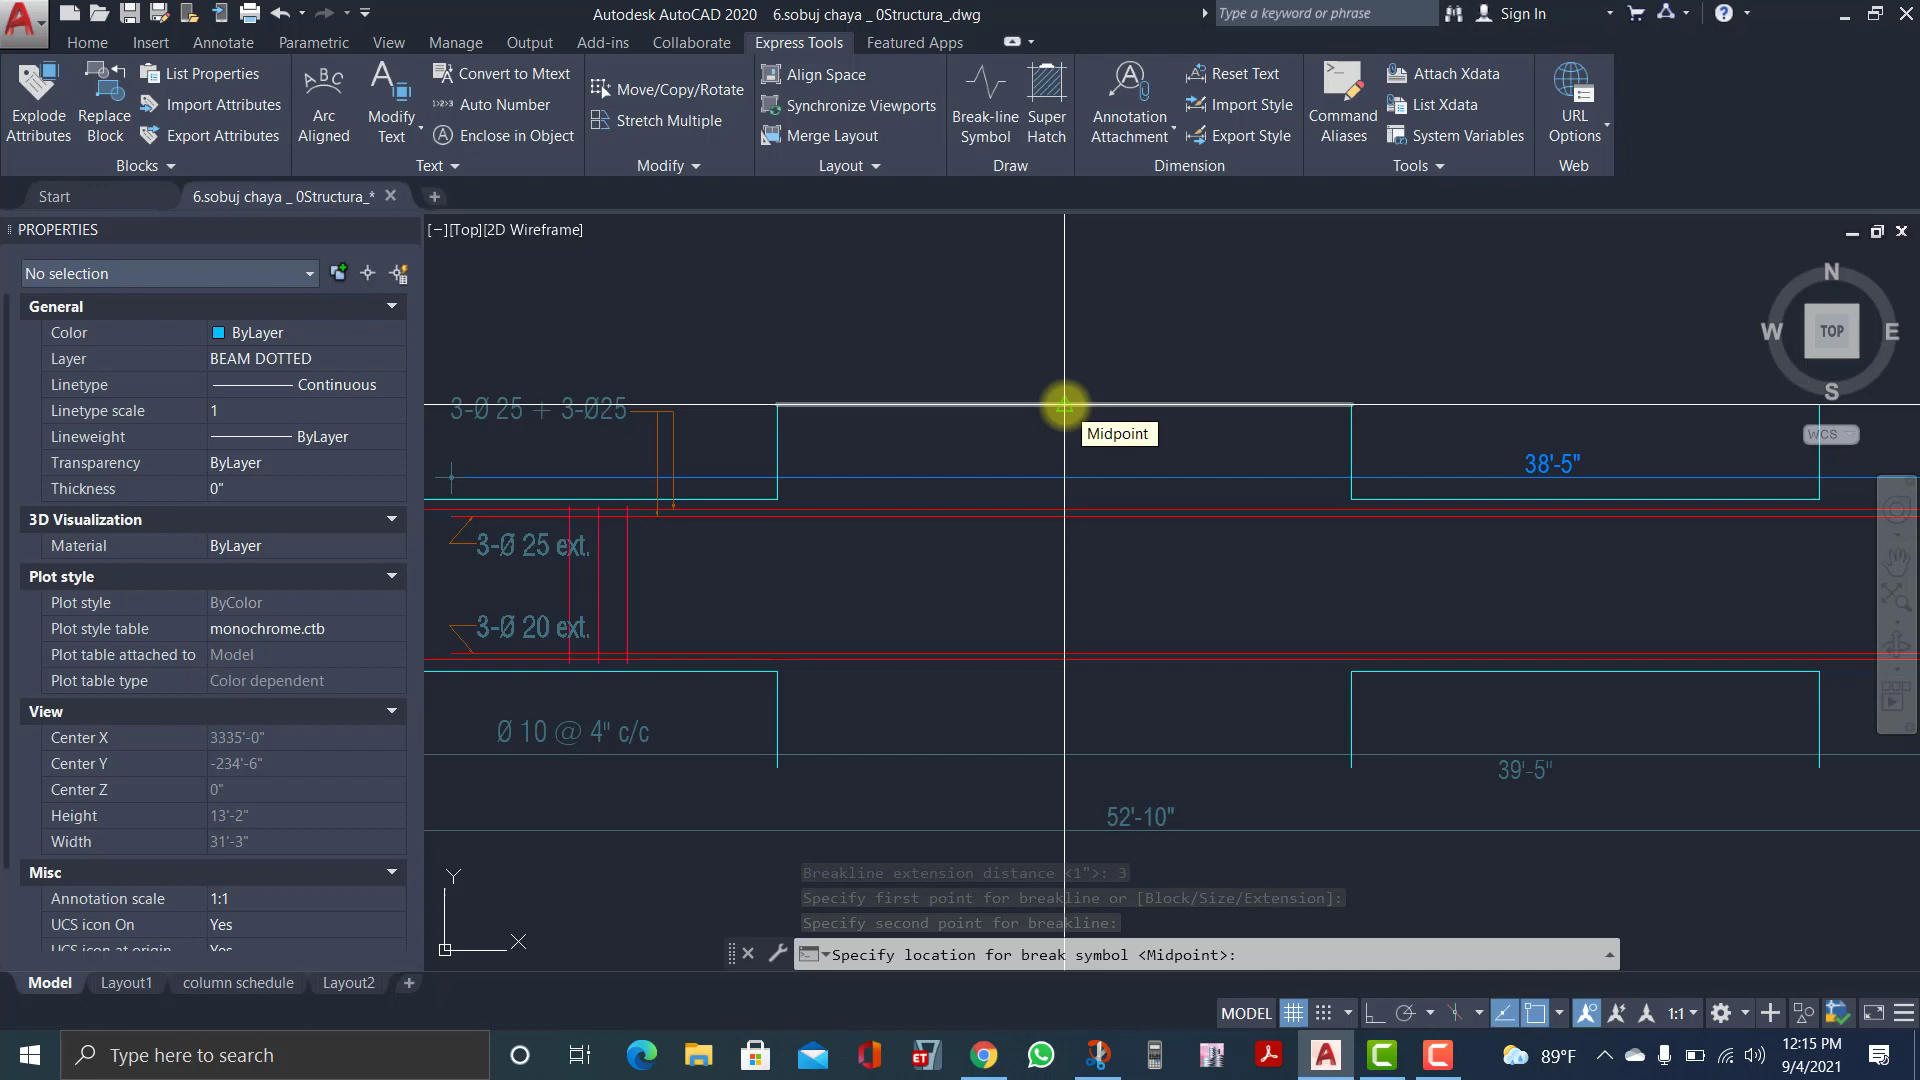 Autodesk AutoCAD 2020 6.sobuj chaya _ 0Structura_.dwg
Type a keyword or phrase
Sign In
Home Insert Annotate Parametric View Manage Output Add-ins Collaborate Express Tools Featured Apps
Explode Attributes
Replace Block
List Properties
Import Attributes
Export Attributes
Blocks
Arc Aligned
Modify Text
Convert to Mtext
Auto Number
Enclose in Object
Text
Move/Copy/Rotate
Stretch Multiple
Modify
Align Space
Synchronize Viewports
Merge Layout
Layout
Break-line Symbol
Super Hatch
Draw
Annotation Attachment
Reset Text
Import Style
Export Style
Dimension
Command Aliases
Attach Xdata
List Xdata
System Variables
Tools
URL Options
Web
Start
6.sobuj chaya _ 0Structura_*
PROPERTIES
No selection
General
Color ByLayer
Layer BEAM DOTTED
Linetype Continuous
Linetype scale 1
Lineweight ByLayer
Transparency ByLayer
Thickness 0"
3D Visualization
Material ByLayer
Plot style
Plot style ByColor
Plot style table monochrome.ctb
Plot table attached to Model
Plot table type Color dependent
View
Center X 3335'-0"
Center Y -234'-6"
Center Z 0"
Height 13'-2"
Width 31'-3"
Misc
Annotation scale 1:1
UCS icon On Yes
UCS icon at origin Yes
[−][Top][2D Wireframe]
N
W TOP E
S
WCS
3-Ø 25 + 3-Ø25
Midpoint
38'-5"
3-Ø 25 ext.
3-Ø 20 ext.
Ø 10 @ 4" c/c
39'-5"
52'-10"
Y
X
Breakline extension distance <1">: 3
Specify first point for breakline or [Block/Size/Extension]:
Specify second point for breakline:
Specify location for break symbol <Midpoint>:
Model Layout1 column schedule Layout2
MODEL 1:1
Type here to search
89°F
12:15 PM
9/4/2021